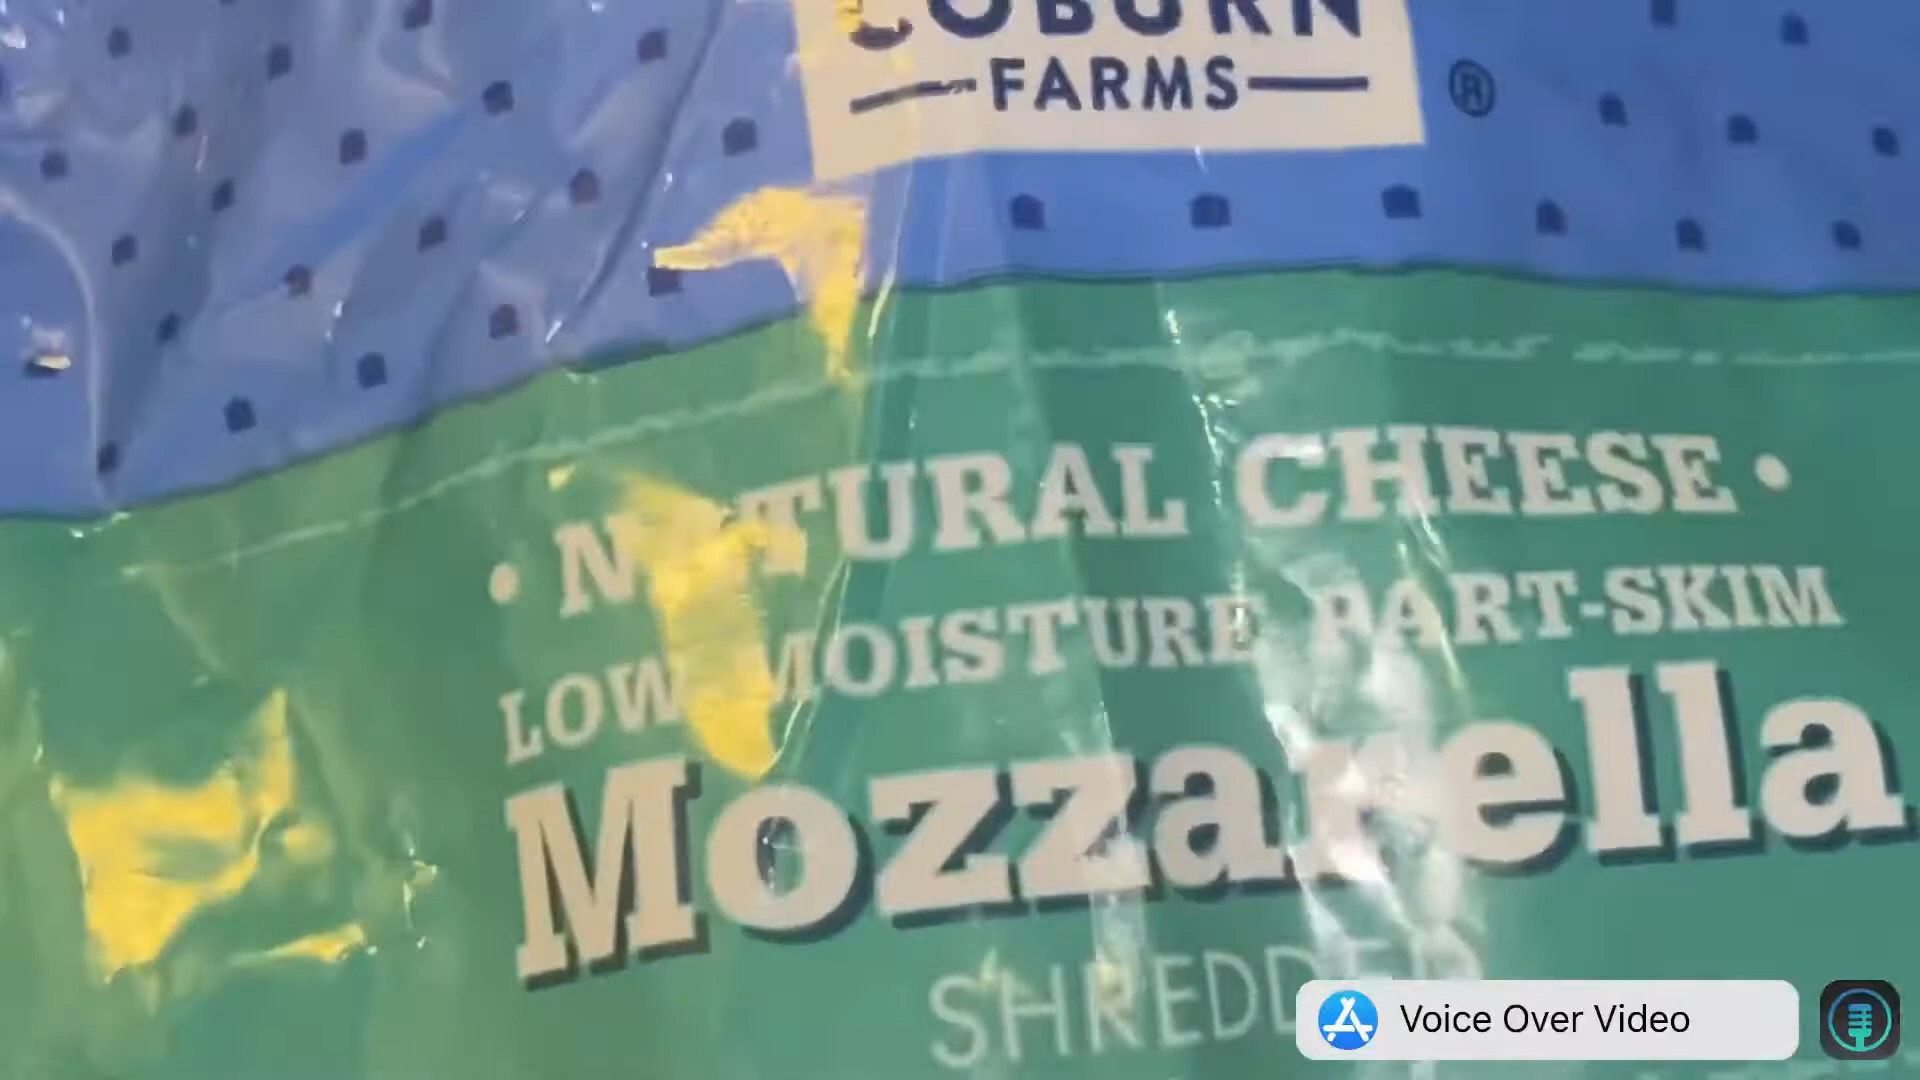 COBURN
FARMS
®
• NATURAL CHEESE •
LOW MOISTURE PART-SKIM
Mozzarella
SHREDDED
Voice Over Video